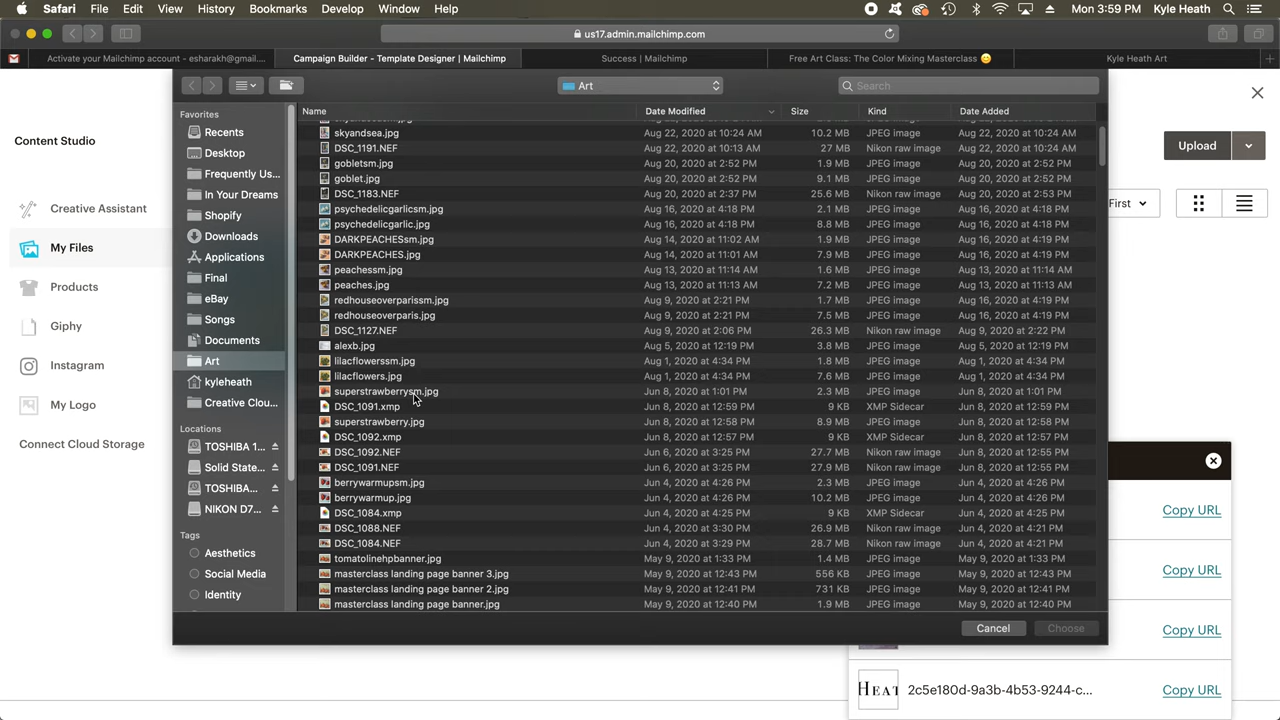 Safari File Edit View History Bookmarks Develop Window Help Mon 3:59 PM Kyle Heath
us17.admin.mailchimp.com
Activate your Mailchimp account - esharakh@gmail.... Campaign Builder - Template Designer | Mailchimp Success | Mailchimp Free Art Class: The Color Mixing Masterclass 😊 Kyle Heath Art
Art Search
Name Date Modified Size Kind Date Added
skyandsea.jpg Aug 22, 2020 at 10:24 AM 10.2 MB JPEG image Aug 22, 2020 at 10:24 AM
DSC_1191.NEF Aug 22, 2020 at 10:13 AM 27 MB Nikon raw image Aug 22, 2020 at 10:24 AM
gobletsm.jpg Aug 20, 2020 at 2:52 PM 1.9 MB JPEG image Aug 20, 2020 at 2:52 PM
goblet.jpg Aug 20, 2020 at 2:52 PM 9.1 MB JPEG image Aug 20, 2020 at 2:52 PM
DSC_1183.NEF Aug 20, 2020 at 2:37 PM 25.6 MB Nikon raw image Aug 20, 2020 at 2:53 PM
psychedelicgarlicsm.jpg Aug 16, 2020 at 4:18 PM 2.1 MB JPEG image Aug 16, 2020 at 4:18 PM
psychedelicgarlic.jpg Aug 16, 2020 at 4:18 PM 8.8 MB JPEG image Aug 16, 2020 at 4:18 PM
DARKPEACHESsm.jpg Aug 14, 2020 at 11:02 AM 1.9 MB JPEG image Aug 16, 2020 at 4:19 PM
DARKPEACHES.jpg Aug 14, 2020 at 11:01 AM 7.9 MB JPEG image Aug 16, 2020 at 4:19 PM
peachessm.jpg Aug 13, 2020 at 11:14 AM 1.6 MB JPEG image Aug 13, 2020 at 11:14 AM
peaches.jpg Aug 13, 2020 at 11:13 AM 7.2 MB JPEG image Aug 13, 2020 at 11:13 AM
redhouseoverparissm.jpg Aug 9, 2020 at 2:21 PM 1.7 MB JPEG image Aug 16, 2020 at 4:19 PM
redhouseoverparis.jpg Aug 9, 2020 at 2:21 PM 7.5 MB JPEG image Aug 16, 2020 at 4:19 PM
DSC_1127.NEF Aug 9, 2020 at 2:06 PM 26.3 MB Nikon raw image Aug 9, 2020 at 2:22 PM
alexb.jpg Aug 5, 2020 at 12:19 PM 3.8 MB JPEG image Aug 5, 2020 at 12:19 PM
lilacflowerssm.jpg Aug 1, 2020 at 4:34 PM 1.8 MB JPEG image Aug 1, 2020 at 4:34 PM
lilacflowers.jpg Aug 1, 2020 at 4:34 PM 7.6 MB JPEG image Aug 1, 2020 at 4:34 PM
superstrawberrysm.jpg Jun 8, 2020 at 1:01 PM 2.3 MB JPEG image Jun 8, 2020 at 1:01 PM
DSC_1091.xmp Jun 8, 2020 at 12:59 PM 9 KB XMP Sidecar Jun 8, 2020 at 12:59 PM
superstrawberry.jpg Jun 8, 2020 at 12:58 PM 8.9 MB JPEG image Jun 8, 2020 at 12:58 PM
DSC_1092.xmp Jun 8, 2020 at 12:57 PM 9 KB XMP Sidecar Jun 8, 2020 at 12:57 PM
DSC_1092.NEF Jun 6, 2020 at 3:25 PM 27.7 MB Nikon raw image Jun 8, 2020 at 12:55 PM
DSC_1091.NEF Jun 6, 2020 at 3:25 PM 27.9 MB Nikon raw image Jun 8, 2020 at 12:55 PM
berrywarmupsm.jpg Jun 4, 2020 at 4:26 PM 2.3 MB JPEG image Jun 4, 2020 at 4:26 PM
berrywarmup.jpg Jun 4, 2020 at 4:26 PM 10.2 MB JPEG image Jun 4, 2020 at 4:26 PM
DSC_1084.xmp Jun 4, 2020 at 4:25 PM 9 KB XMP Sidecar Jun 4, 2020 at 4:25 PM
DSC_1088.NEF Jun 4, 2020 at 3:30 PM 26.9 MB Nikon raw image Jun 4, 2020 at 4:21 PM
DSC_1084.NEF Jun 4, 2020 at 3:29 PM 28.7 MB Nikon raw image Jun 4, 2020 at 4:21 PM
tomatolinehpbanner.jpg May 9, 2020 at 1:33 PM 1.4 MB JPEG image May 9, 2020 at 1:33 PM
masterclass landing page banner 3.jpg May 9, 2020 at 12:43 PM 556 KB JPEG image May 9, 2020 at 12:43 PM
masterclass landing page banner 2.jpg May 9, 2020 at 12:41 PM 731 KB JPEG image May 9, 2020 at 12:41 PM
masterclass landing page banner.jpg May 9, 2020 at 12:40 PM 1.9 MB JPEG image May 9, 2020 at 12:40 PM
Cancel Choose
Favorites
Recents
Desktop
Frequently Us...
In Your Dreams
Shopify
Downloads
Applications
Final
eBay
Songs
Documents
Art
kyleheath
Creative Clou...
Locations
TOSHIBA 1...
Solid State...
TOSHIBA...
NIKON D7...
Tags
Aesthetics
Social Media
Identity
Content Studio
Creative Assistant
My Files
Products
Giphy
Instagram
My Logo
Connect Cloud Storage
Upload
First
Copy URL
Copy URL
Copy URL
HEAT 2c5e180d-9a3b-4b53-9244-c... Copy URL